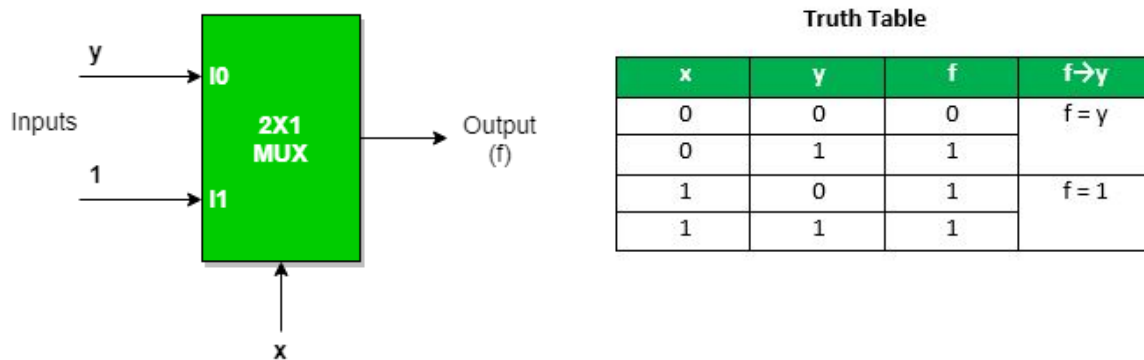 y
I0
Inputs
2X1
MUX
Output
(f)
1
I1
x
Truth Table
x y f f→y
0 0 0 f = y
0 1 1
1 0 1 f = 1
1 1 1